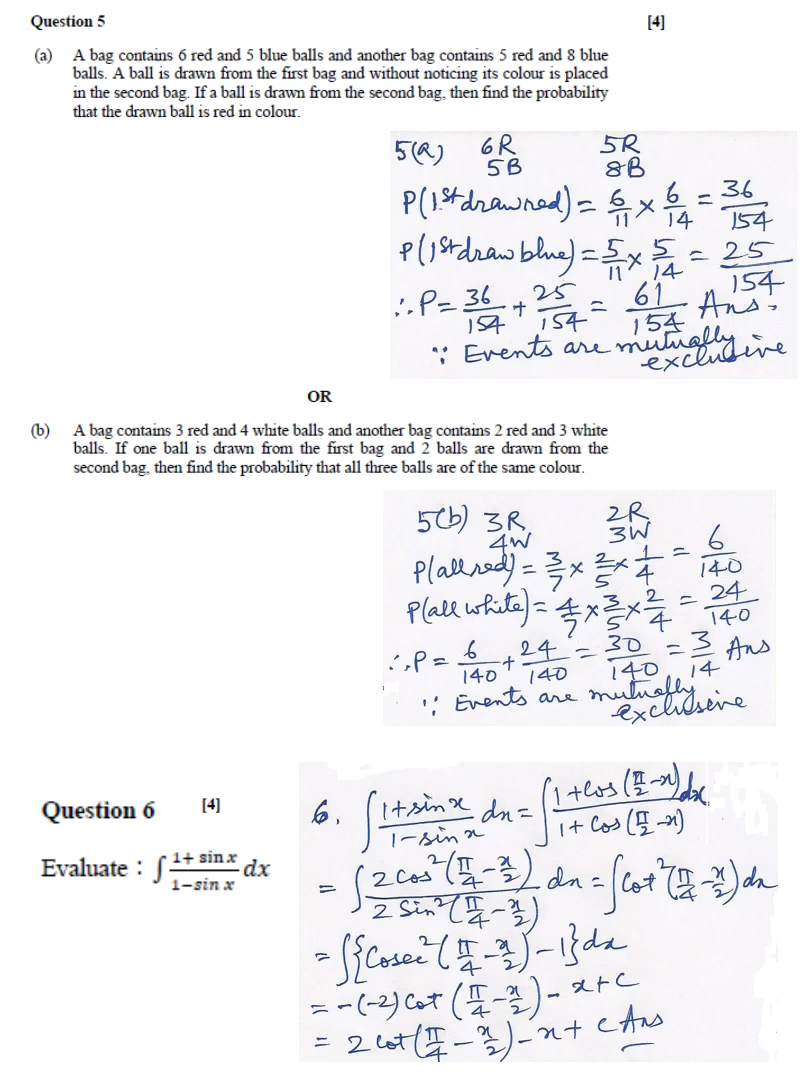 Question 5 [4]
(a) A bag contains 6 red and 5 blue balls and another bag contains 5 red and 8 blue
balls. A ball is drawn from the first bag and without noticing its colour is placed
in the second bag. If a ball is drawn from the second bag, then find the probability
that the drawn ball is red in colour.
5(a) 6R 5R
5B 8B
P(1st draw red) = 6/11 × 6/14 = 36/154
P(1st draw blue) = 5/11 × 5/14 = 25/154
∴ P = 36/154 + 25/154 = 61/154 Ans.
∵ Events are mutually
exclusive
OR
(b) A bag contains 3 red and 4 white balls and another bag contains 2 red and 3 white
balls. If one ball is drawn from the first bag and 2 balls are drawn from the
second bag, then find the probability that all three balls are of the same colour.
5(b) 3R 2R
4W 3W
P(all red) = 3/7 × 2/5 × 1/4 = 6/140
P(all white) = 4/7 × 3/5 × 2/4 = 24/140
∴ P = 6/140 + 24/140 = 30/140 = 3/14 Ans
∵ Events are mutually
exclusive
Question 6 [4]
Evaluate : ∫ (1+ sin x)/(1−sin x) dx
6. ∫ (1+sin x)/(1−sin x) dx = ∫ (1+cos(π/2−x))/(1+cos(π/2−x)) dx
= ∫ (2cos²(π/4−x/2))/(2sin²(π/4−x/2)) dx = ∫cot²(π/4−x/2)dx
= ∫{cosec²(π/4−x/2)−1}dx
= −(−2)cot(π/4−x/2) − x+c
= 2cot(π/4−x/2)−x+c Ans